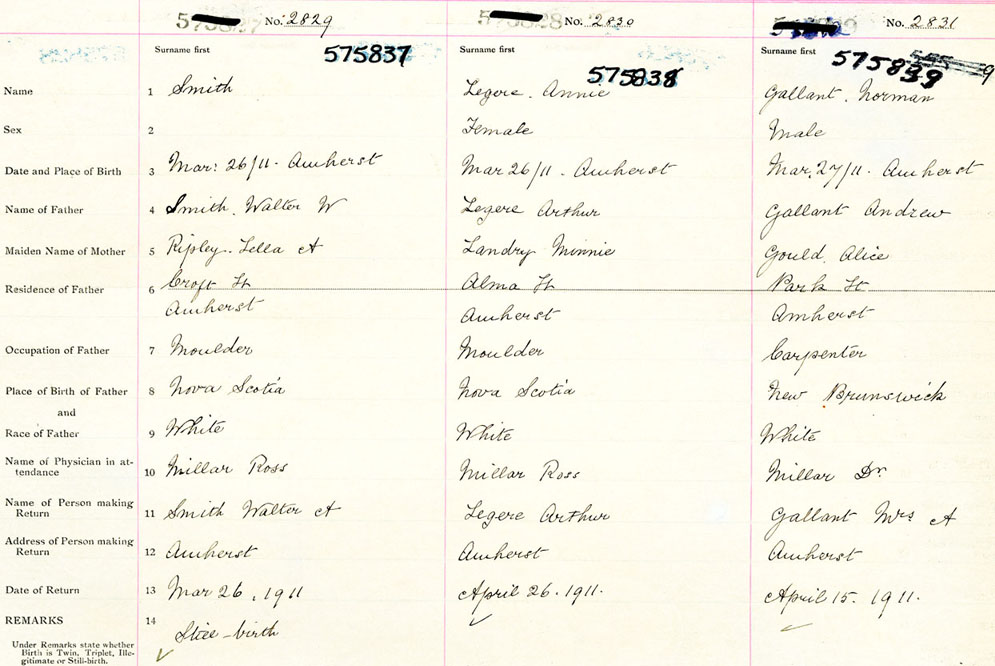 No. 2829
No. 2830
No. 2831
Surname first
Surname first
Surname first
575837
575838
575839
Name 1 Smith Legere. Annie Gallant. Norman
Sex 2 Female Male
Date and Place of Birth 3 Mar: 26/11. Amherst Mar 26/11. Amherst Mar. 27/11. Amherst
Name of Father 4 Smith. Walter W Legere Arthur Gallant Andrew
Maiden Name of Mother 5 Ripley. Lella A Landry Minnie Gould. Alice
Residence of Father 6 Croft St Alma St Park St
Amherst Amherst Amherst
Occupation of Father 7 Moulder Moulder Carpenter
Place of Birth of Father 8 Nova Scotia Nova Scotia New Brunswick
and
Race of Father 9 White White White
Name of Physician in at-
tendance 10 Millar Ross Millar Ross Millar Dr.
Name of Person making
Return 11 Smith Walter A Legere Arthur Gallant Mrs A
Address of Person making
Return 12 Amherst Amherst Amherst
Date of Return 13 Mar 26, 1911 April 26. 1911. April 15. 1911.
REMARKS 14 Still-birth
Under Remarks state whether
Birth is Twin, Triplet, Ille-
gitimate or Still-birth.